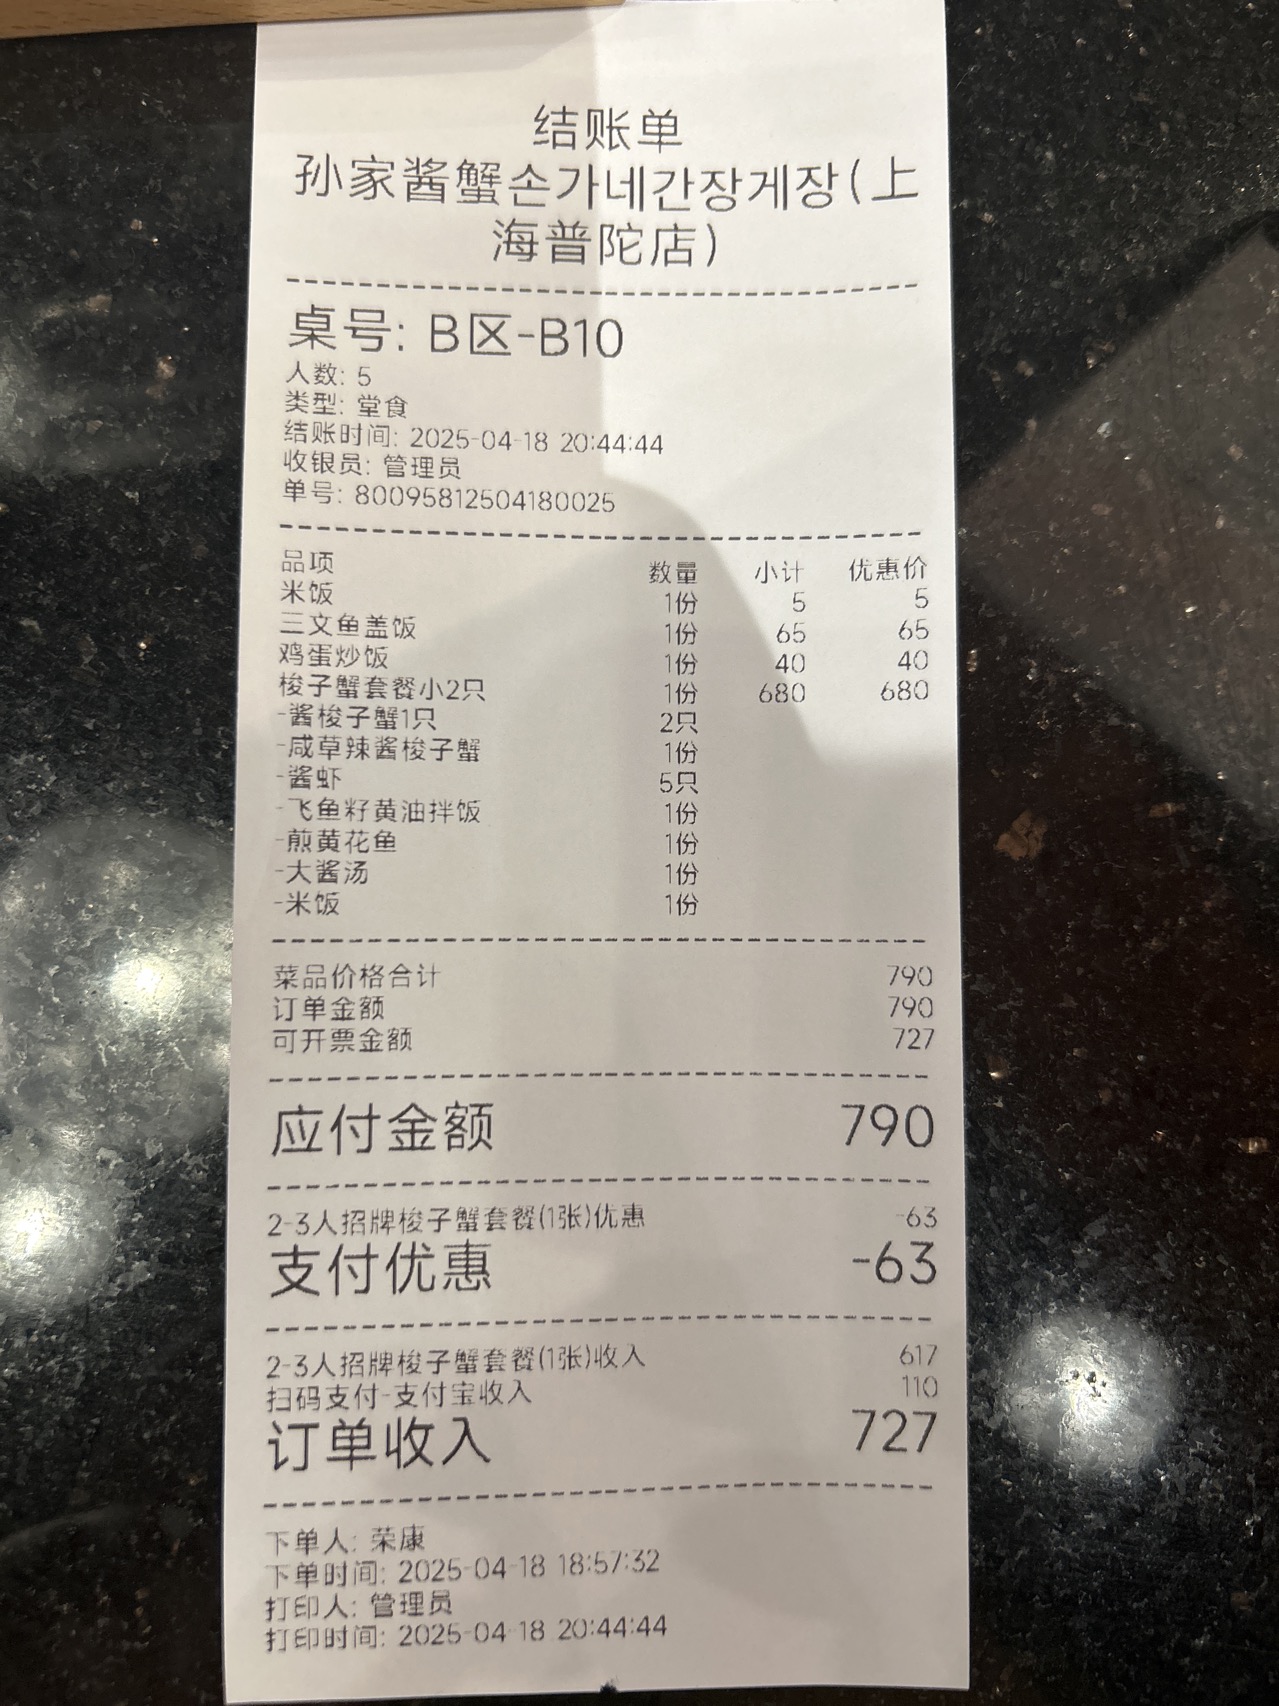 结账单
孙家酱蟹손가네간장게장(上
海普陀店)
桌号: B区-B10
人数: 5
类型: 堂食
结账时间: 2025-04-18 20:44:44
收银员: 管理员
单号: 80095812504180025
品项 数量 小计 优惠价
米饭 1份 5 5
三文鱼盖饭 1份 65 65
鸡蛋炒饭 1份 40 40
梭子蟹套餐小2只 1份 680 680
-酱梭子蟹1只 2只
-咸草辣酱梭子蟹 1份
-酱虾 5只
-飞鱼籽黄油拌饭 1份
-煎黄花鱼 1份
-大酱汤 1份
-米饭 1份
菜品价格合计 790
订单金额 790
可开票金额 727
应付金额 790
2-3人招牌梭子蟹套餐(1张)优惠 -63
支付优惠 -63
2-3人招牌梭子蟹套餐(1张)收入 617
扫码支付-支付宝收入 110
订单收入 727
下单人: 荣康
下单时间: 2025-04-18 18:57:32
打印人: 管理员
打印时间: 2025-04-18 20:44:44